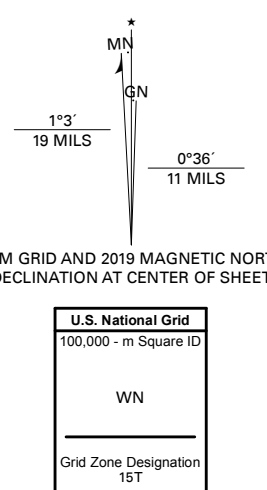 ★
MN
GN
1°3´
19 MILS
0°36´
11 MILS
M GRID AND 2019 MAGNETIC NORT
DECLINATION AT CENTER OF SHEET
U.S. National Grid
100,000 - m Square ID
WN
Grid Zone Designation
15T